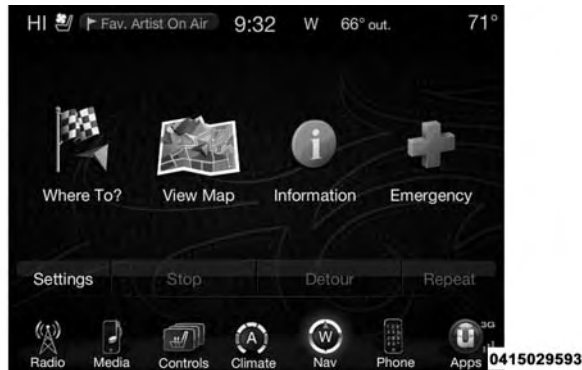 HI Fav. Artist On Air 9:32 W 66° out. 71°
Where To? View Map Information Emergency
Settings Stop Detour Repeat
A W 3G
Radio Media Controls Climate Nav Phone Apps
0415029593